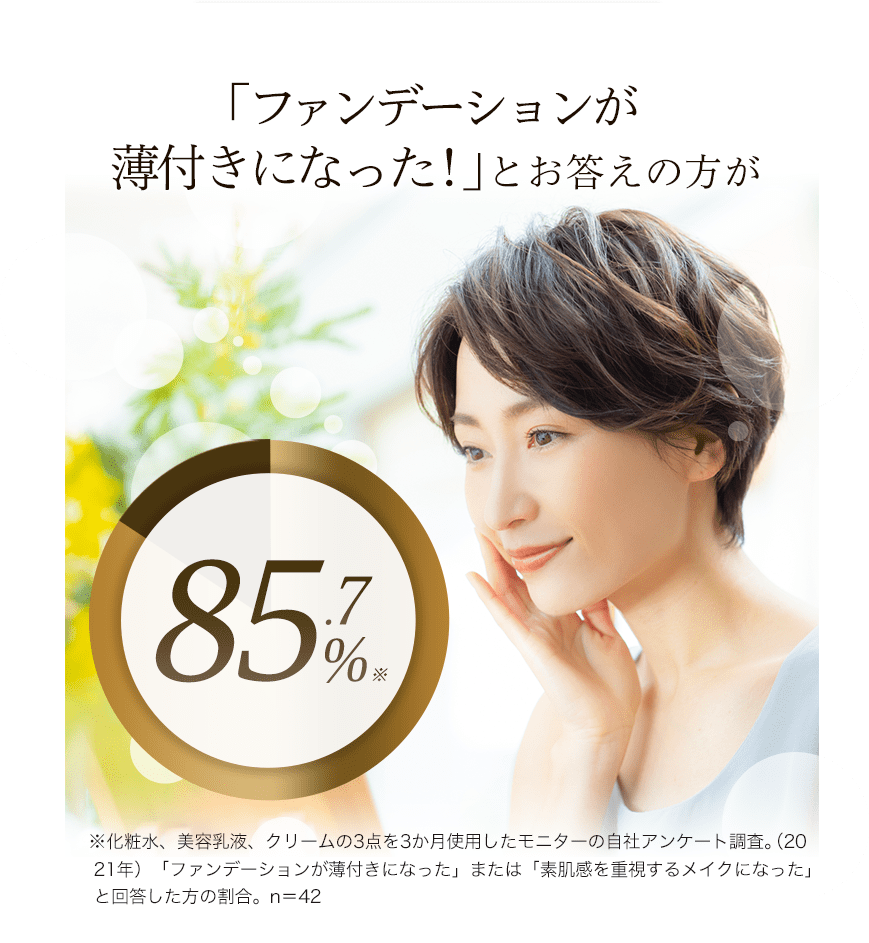 「ファンデーションが
薄付きになった！」とお答えの方が
85.7%※
※化粧水、美容乳液、クリームの3点を3か月使用したモニターの自社アンケート調査。（20
21年）「ファンデーションが薄付きになった」または「素肌感を重視するメイクになった」
と回答した方の割合。n＝42